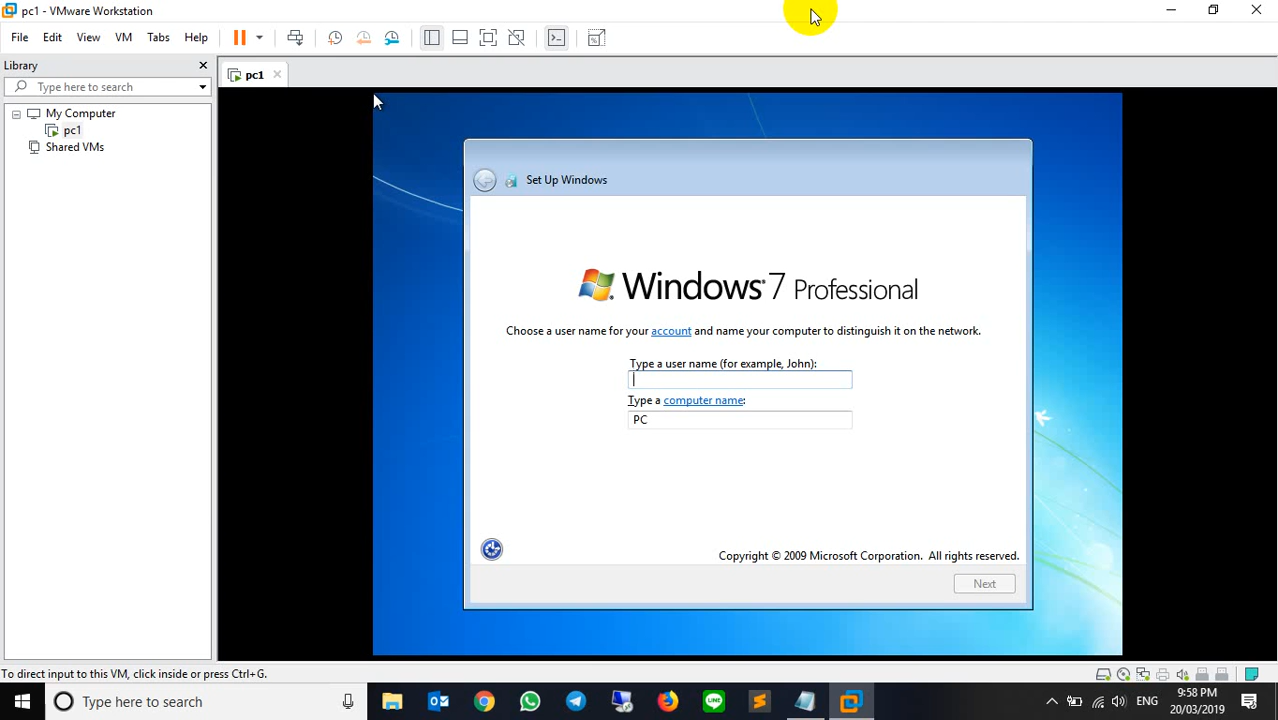 pc1 - VMware Workstation
File Edit View VM Tabs Help
Library
Type here to search
My Computer
pc1
Shared VMs
pc1
Set Up Windows
Windows 7 Professional
Choose a user name for your account and name your computer to distinguish it on the network.
Type a user name (for example, John):
Type a computer name:
PC
Copyright © 2009 Microsoft Corporation. All rights reserved.
Next
To direct input to this VM, click inside or press Ctrl+G.
Type here to search
LINE
ENG
9:58 PM
20/03/2019